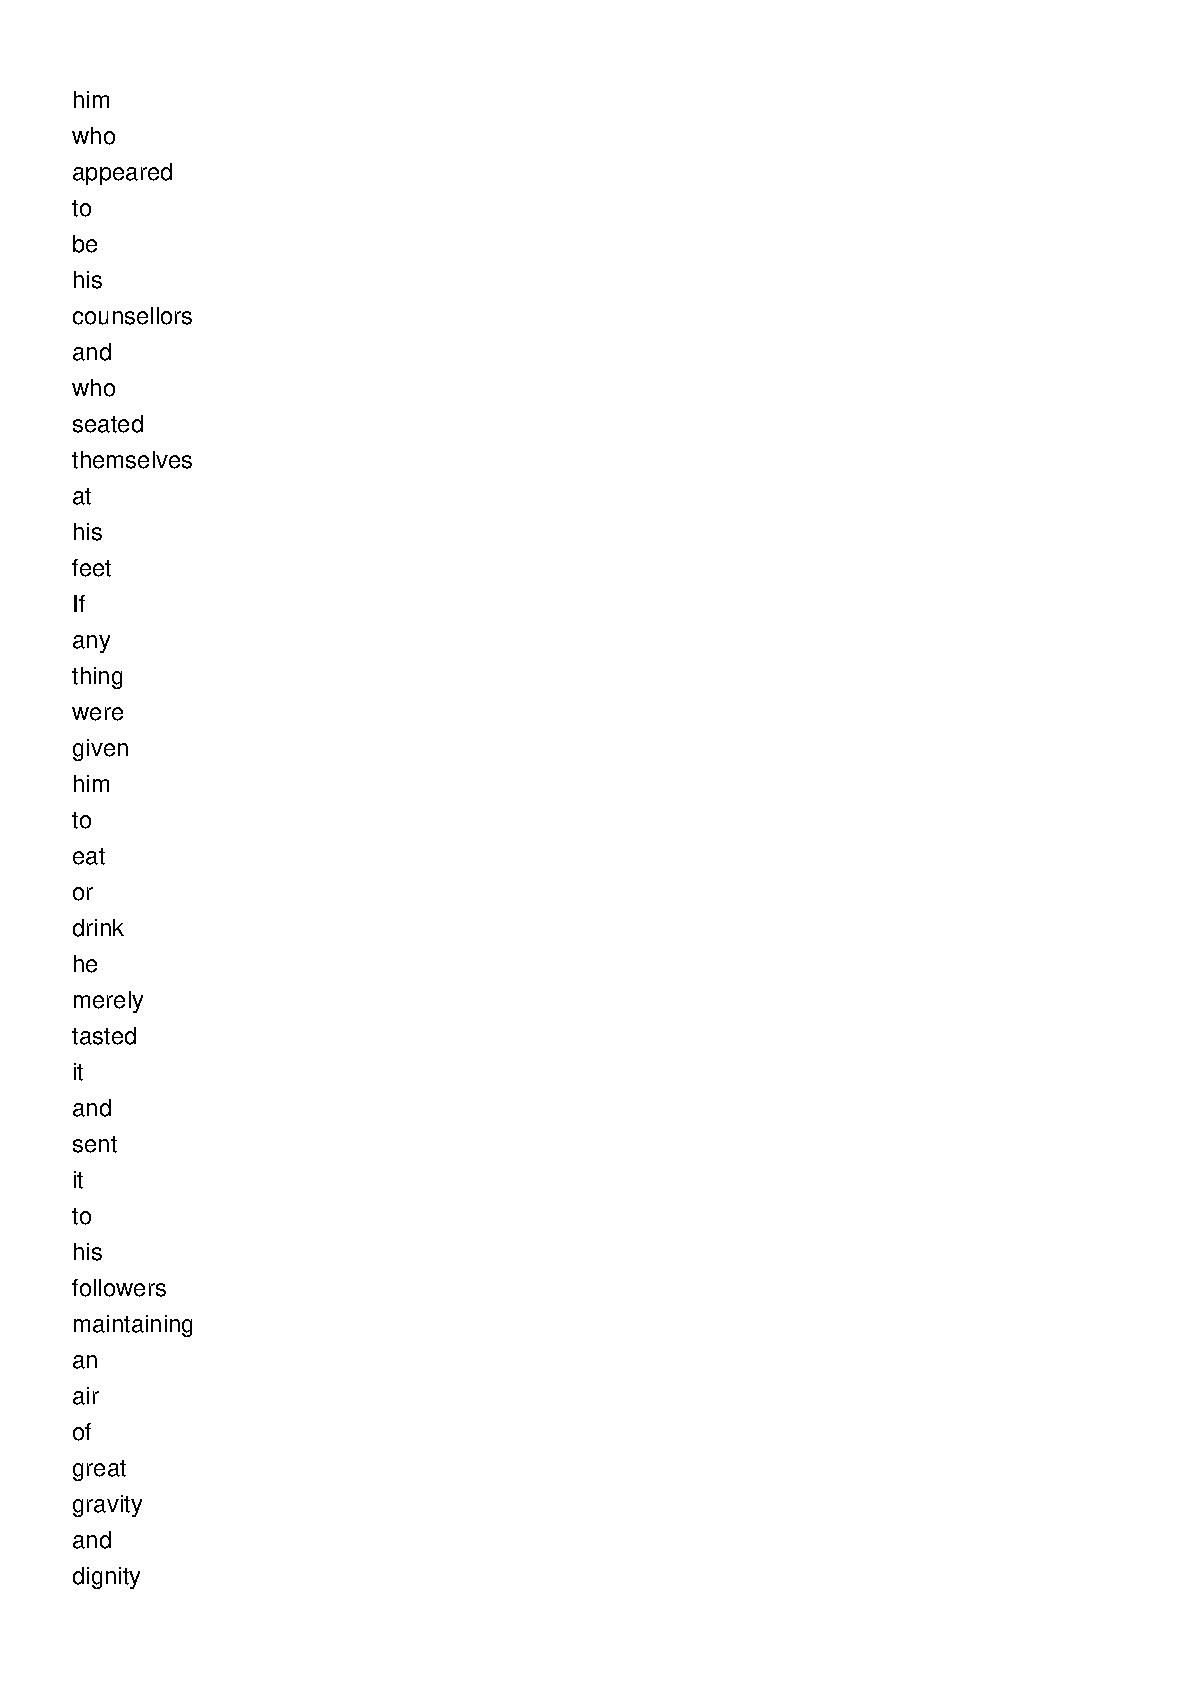 him
who
appeared
to
be
his
counsellors
and
who
seated
themselves
at
his
feet
If
any
thing
were
given
him
to
eat
or
drink
he
merely
tasted
it
and
sent
it
to
his
followers
maintaining
an
air
of
great
gravity
and
dignity